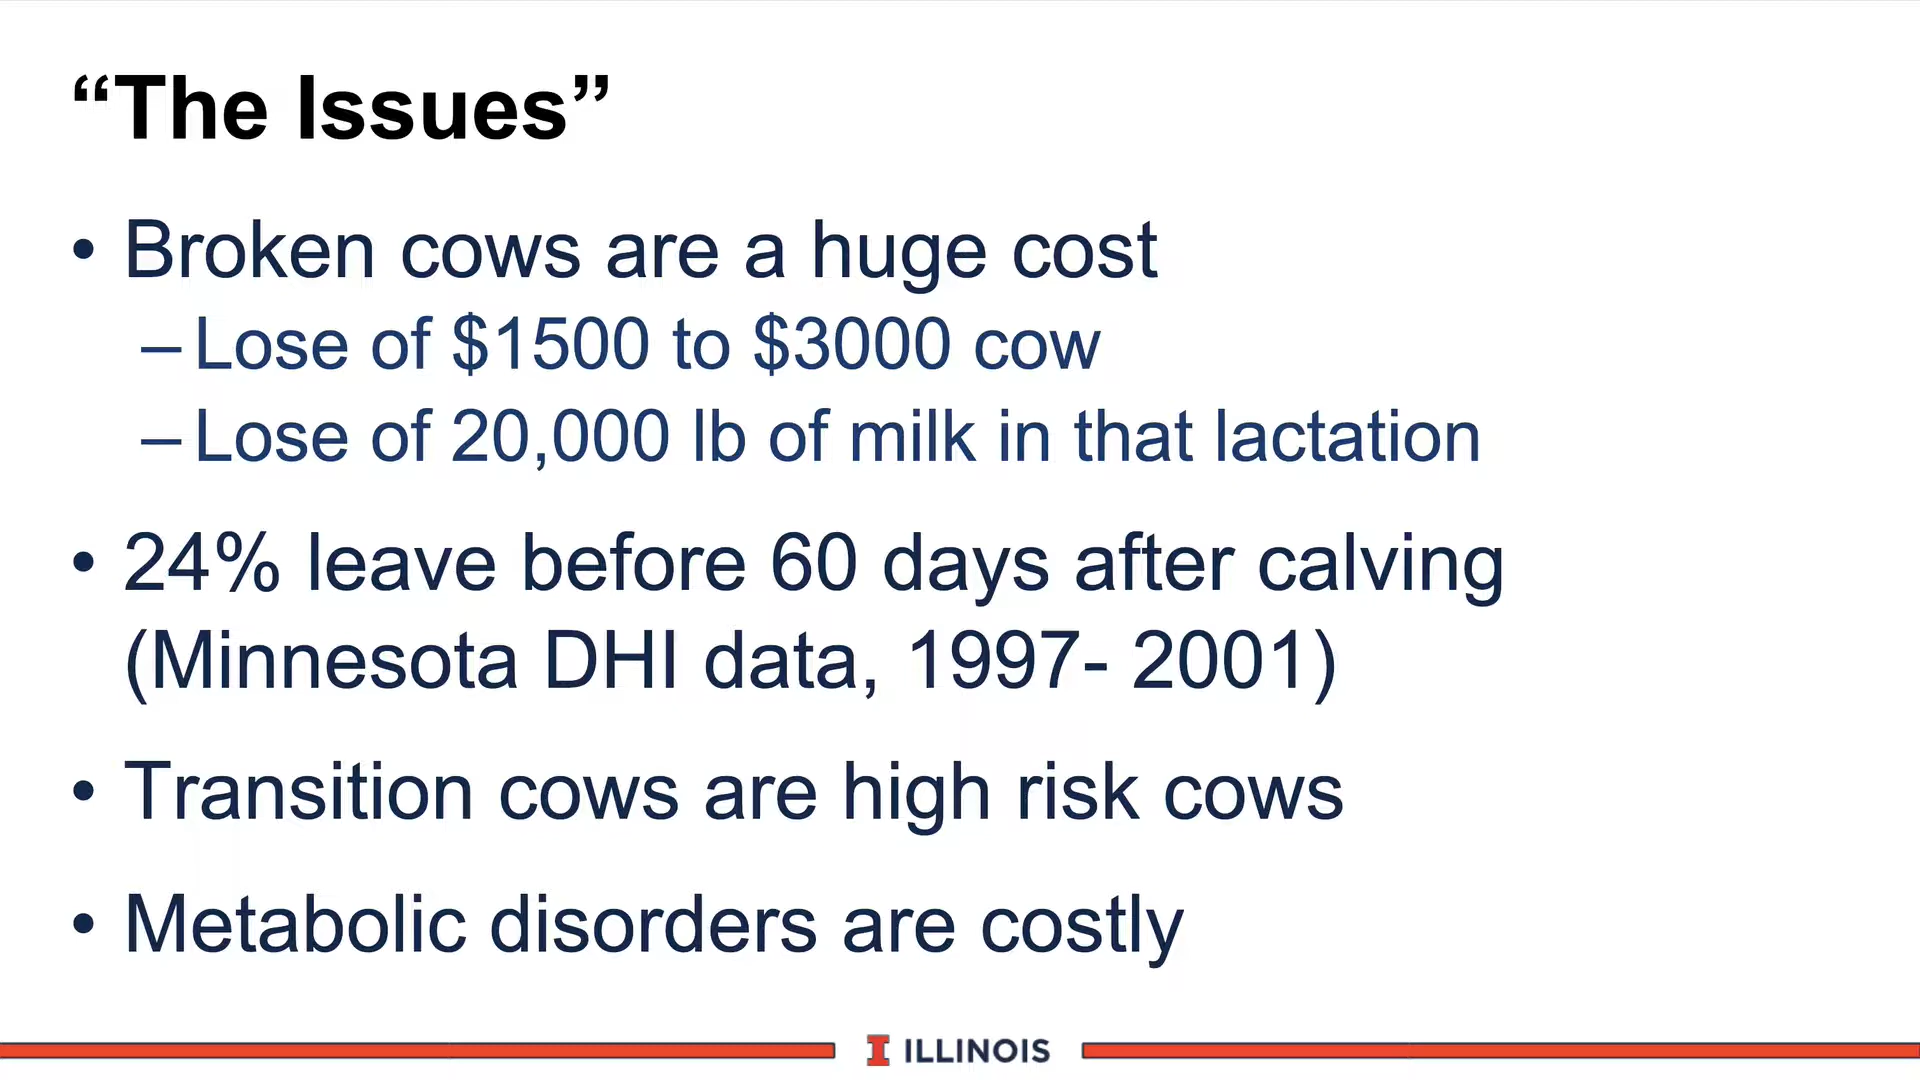 “The Issues”
• Broken cows are a huge cost
– Lose of $1500 to $3000 cow
– Lose of 20,000 lb of milk in that lactation
• 24% leave before 60 days after calving
(Minnesota DHI data, 1997- 2001)
• Transition cows are high risk cows
• Metabolic disorders are costly
I ILLINOIS